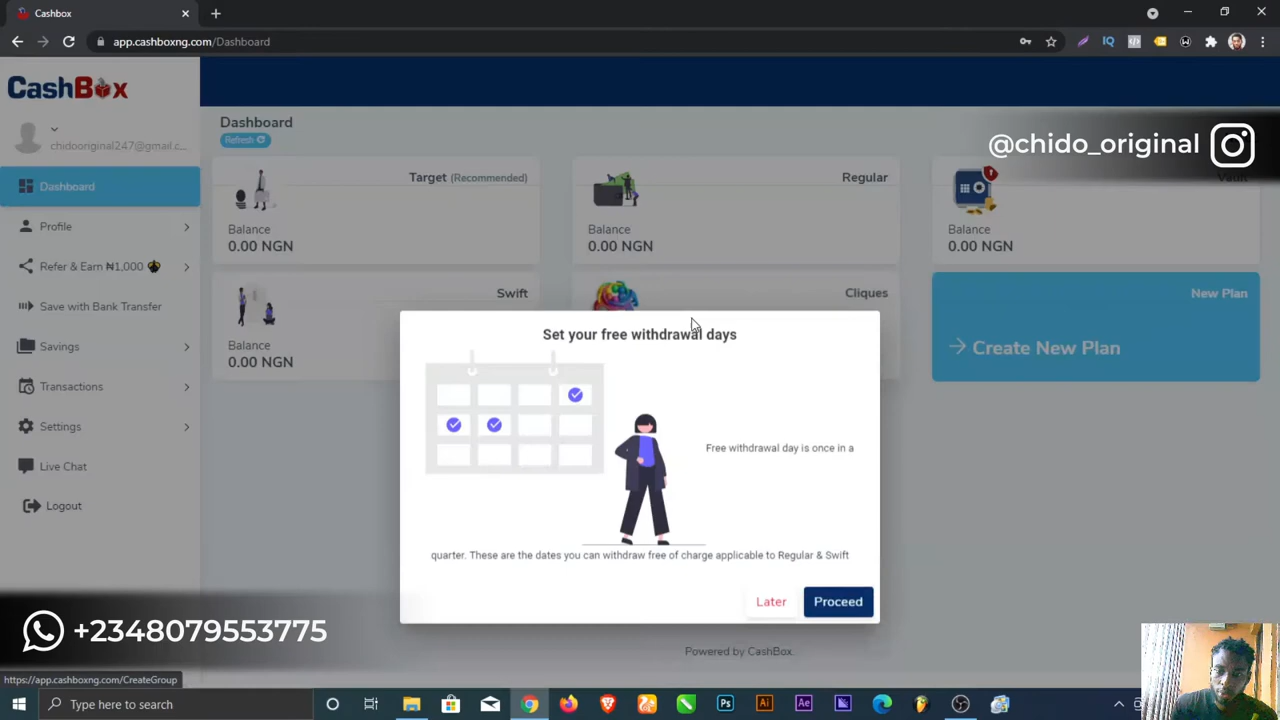 Cashbox
app.cashboxng.com/Dashboard
CashBox
chidooriginal247@gmail.c...
Dashboard
Profile
Refer & Earn ₦1,000
Save with Bank Transfer
Savings
Transactions
Settings
Live Chat
Logout
Dashboard
Refresh
@chido_original
Target (Recommended)
Balance
0.00 NGN
Regular
Balance
0.00 NGN
Vault
Balance
0.00 NGN
Swift
Balance
0.00 NGN
Cliques
New Plan
Create New Plan
Set your free withdrawal days
Free withdrawal day is once in a
quarter. These are the dates you can withdraw free of charge applicable to Regular & Swift
Later
Proceed
Powered by CashBox.
+2348079553775
https://app.cashboxng.com/CreateGroup
Type here to search